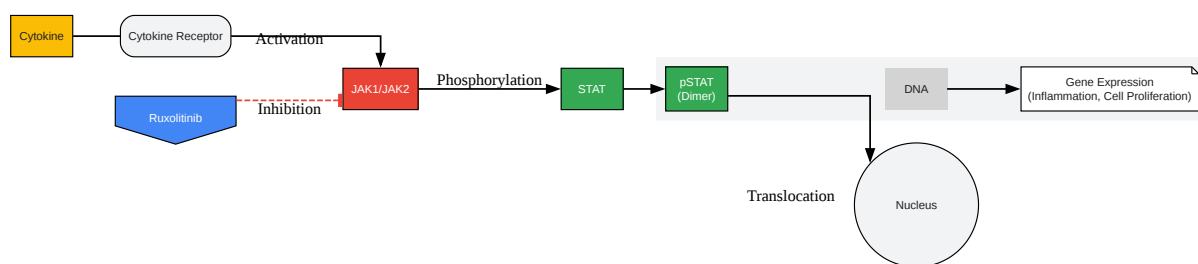 Cytokine
Cytokine Receptor
Activation
JAK1/JAK2
Ruxolitinib
Inhibition
Phosphorylation
STAT
pSTAT
(Dimer)
DNA
Gene Expression
(Inflammation, Cell Proliferation)
Translocation
Nucleus